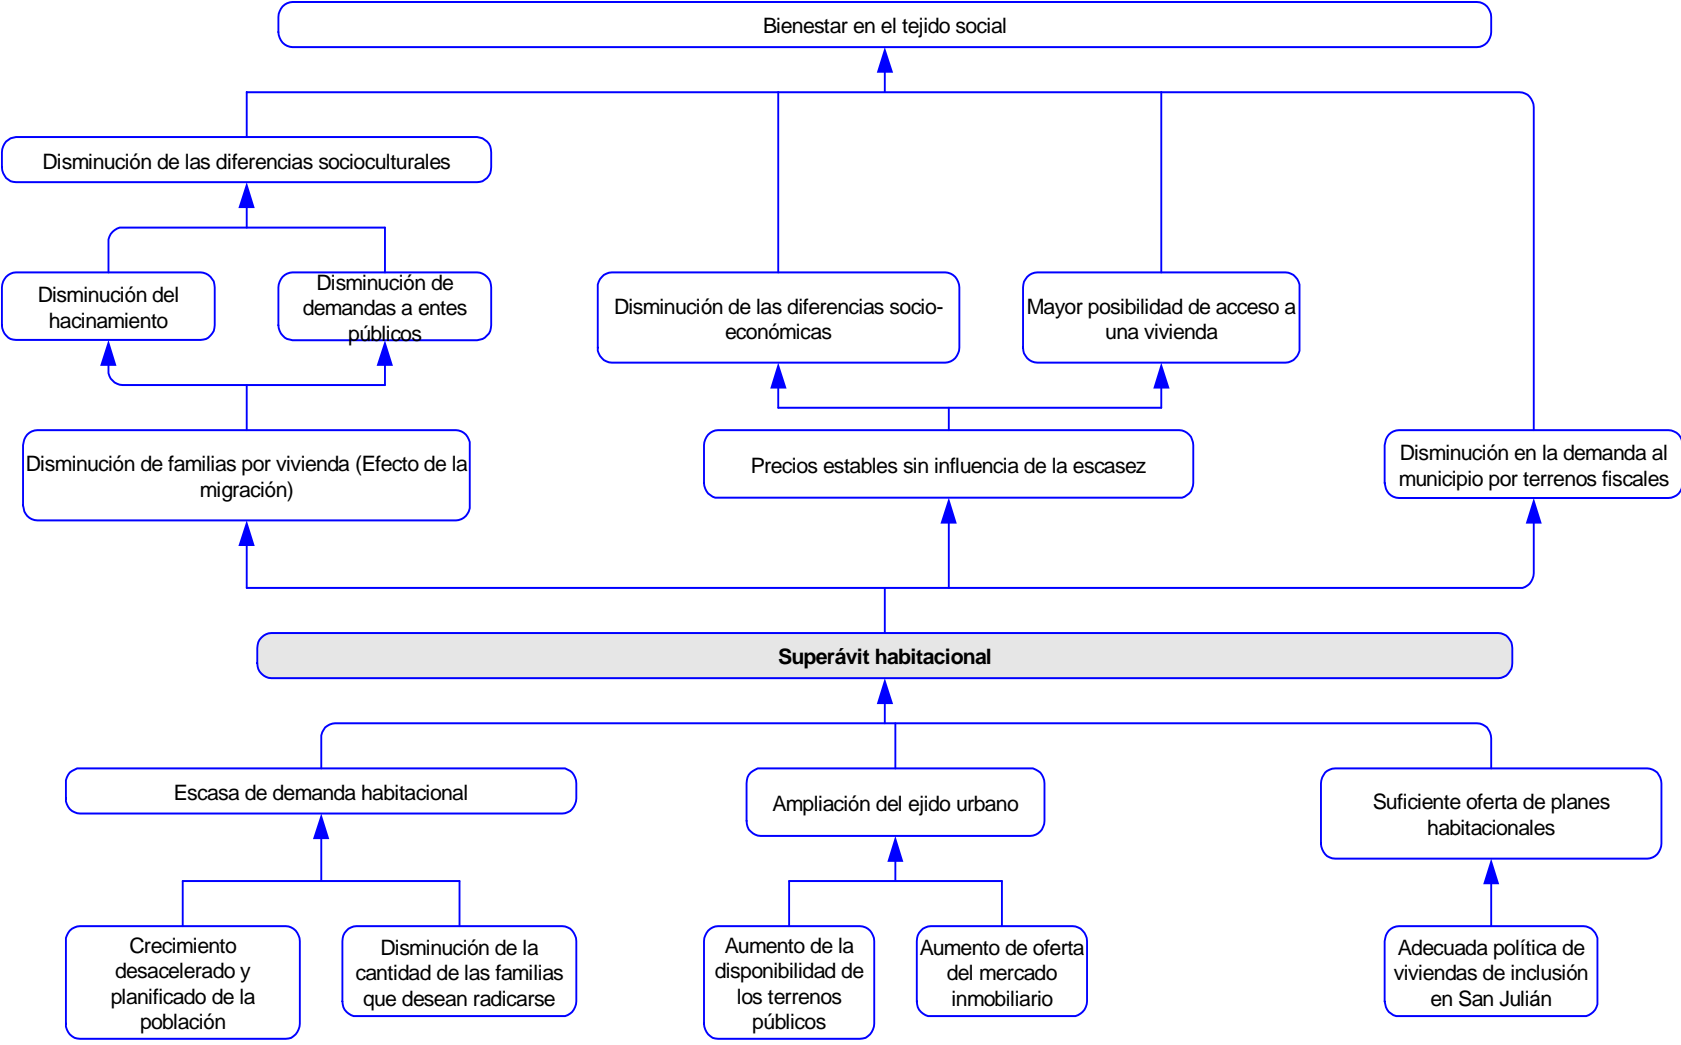 Bienestar en el tejido social
Disminución de las diferencias socioculturales
Disminución del
hacinamiento
Disminución de
demandas a entes
públicos
Disminución de las diferencias socio-
económicas
Mayor posibilidad de acceso a
una vivienda
Disminución de familias por vivienda (Efecto de la
migración)
Precios estables sin influencia de la escasez
Disminución en la demanda al
municipio por terrenos fiscales
Superávit habitacional
Escasa de demanda habitacional
Ampliación del ejido urbano
Suficiente oferta de planes
habitacionales
Crecimiento
desacelerado y
planificado de la
población
Disminución de la
cantidad de las familias
que desean radicarse
Aumento de la
disponibilidad de
los terrenos
públicos
Aumento de oferta
del mercado
inmobiliario
Adecuada política de
viviendas de inclusión
en San Julián